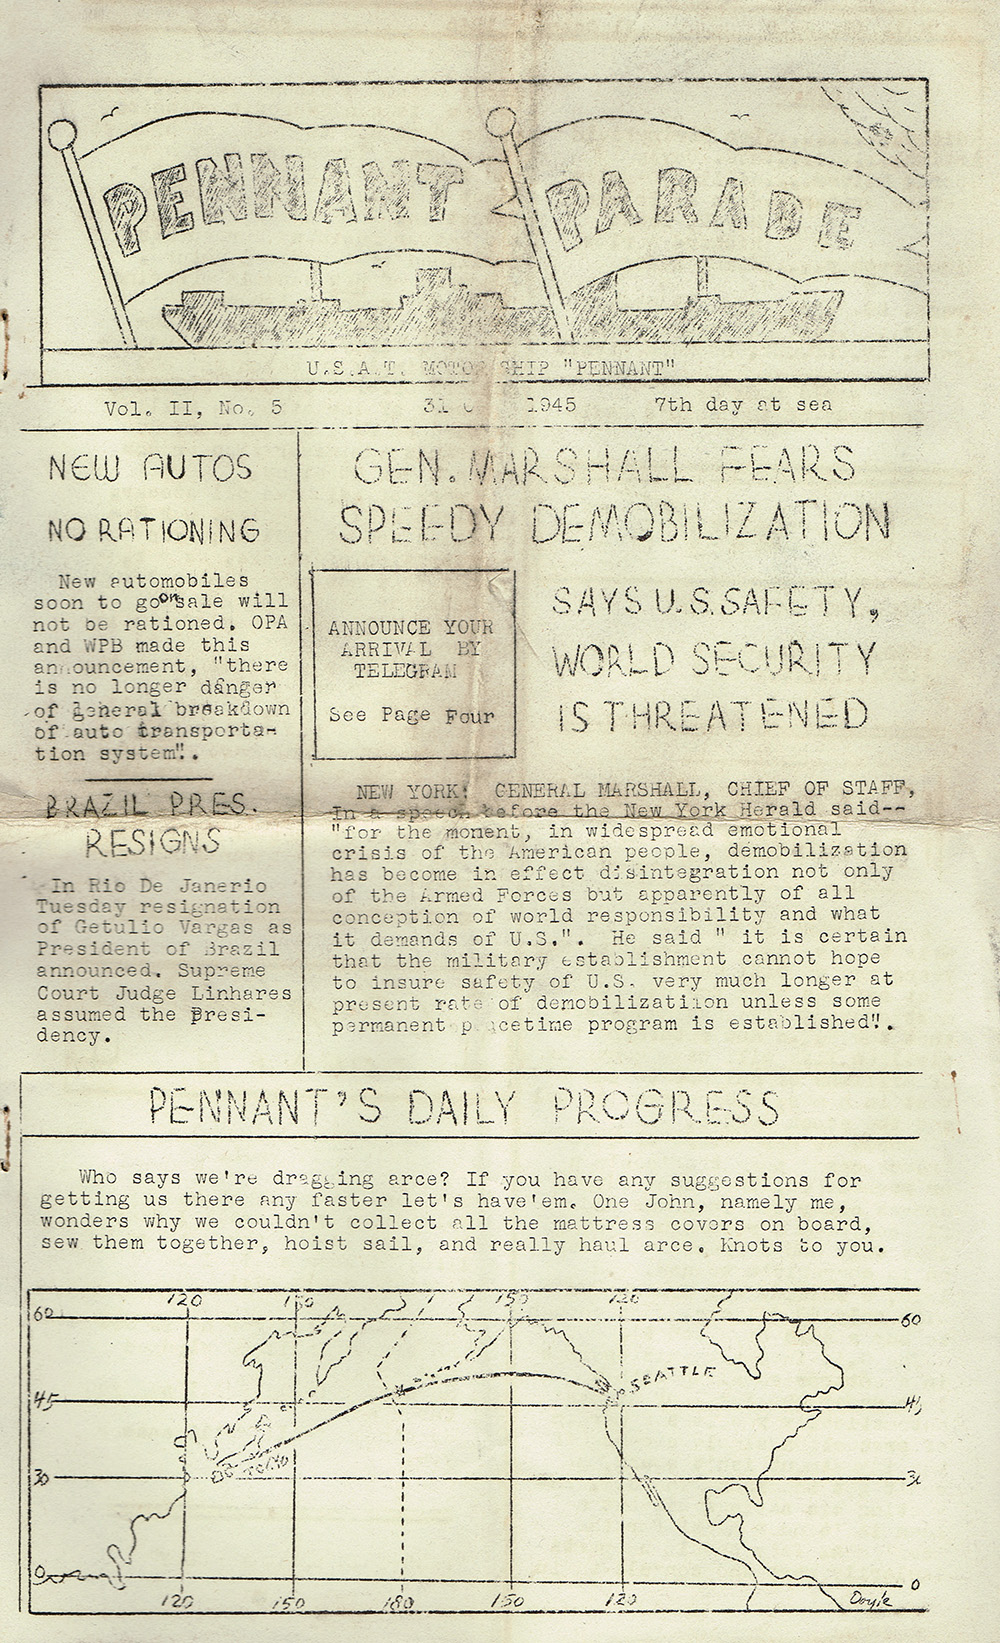 PENNANT PARADE
U.S.A.T. MOTOR SHIP "PENNANT"
Vol. II, No. 5 31 1945 7th day at sea
NEW AUTOS
NO RATIONING
New automobiles
soon to go on sale will
not be rationed. OPA
and WPB made this
announcement, "there
is no longer danger
of general breakdown
of auto transporta-
tion system".
BRAZIL PRES.
RESIGNS
In Rio De Janerio
Tuesday resignation
of Getulio Vargas as
President of Brazil
announced. Supreme
Court Judge Linhares
assumed the Presi-
dency.
GEN. MARSHALL FEARS
SPEEDY DEMOBILIZATION
ANNOUNCE YOUR
ARRIVAL BY
TELEGRAM
See Page Four
SAYS U.S. SAFETY,
WORLD SECURITY
IS THREATENED
NEW YORK: GENERAL MARSHALL, CHIEF OF STAFF,
In a speech before the New York Herald said--
"for the moment, in widespread emotional
crisis of the American people, demobilization
has become in effect disintegration not only
of the Armed Forces but apparently of all
conception of world responsibility and what
it demands of U.S.". He said " it is certain
that the military establishment cannot hope
to insure safety of U.S. very much longer at
present rate of demobilizatiion unless some
permanent peacetime program is established".
PENNANT'S DAILY PROGRESS
Who says we're dragging arce? If you have any suggestions for
getting us there any faster let's have'em. One John, namely me,
wonders why we couldn't collect all the mattress covers on board,
sew them together, hoist sail, and really haul arce. Knots to you.
120 150 150 120
60 60
SEATTLE
45 45
TOKYO
30 30
0 0
120 150 180 150 120
Doyle